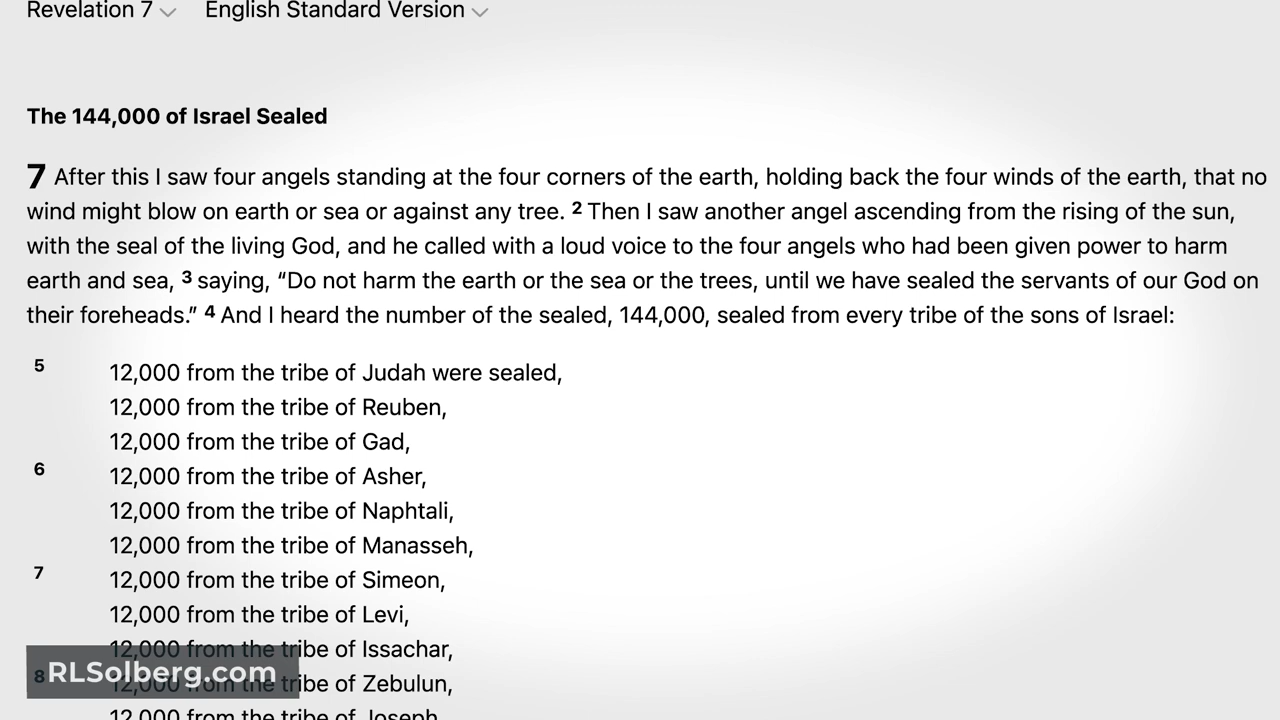 Revelation 7 English Standard Version
The 144,000 of Israel Sealed
7 After this I saw four angels standing at the four corners of the earth, holding back the four winds of the earth, that no
wind might blow on earth or sea or against any tree. 2 Then I saw another angel ascending from the rising of the sun,
with the seal of the living God, and he called with a loud voice to the four angels who had been given power to harm
earth and sea, 3 saying, “Do not harm the earth or the sea or the trees, until we have sealed the servants of our God on
their foreheads.” 4 And I heard the number of the sealed, 144,000, sealed from every tribe of the sons of Israel:
5 12,000 from the tribe of Judah were sealed,
12,000 from the tribe of Reuben,
12,000 from the tribe of Gad,
6 12,000 from the tribe of Asher,
12,000 from the tribe of Naphtali,
12,000 from the tribe of Manasseh,
7 12,000 from the tribe of Simeon,
12,000 from the tribe of Levi,
12,000 from the tribe of Issachar,
8 12,000 from the tribe of Zebulun,
12,000 from the tribe of Joseph
RLSolberg.com